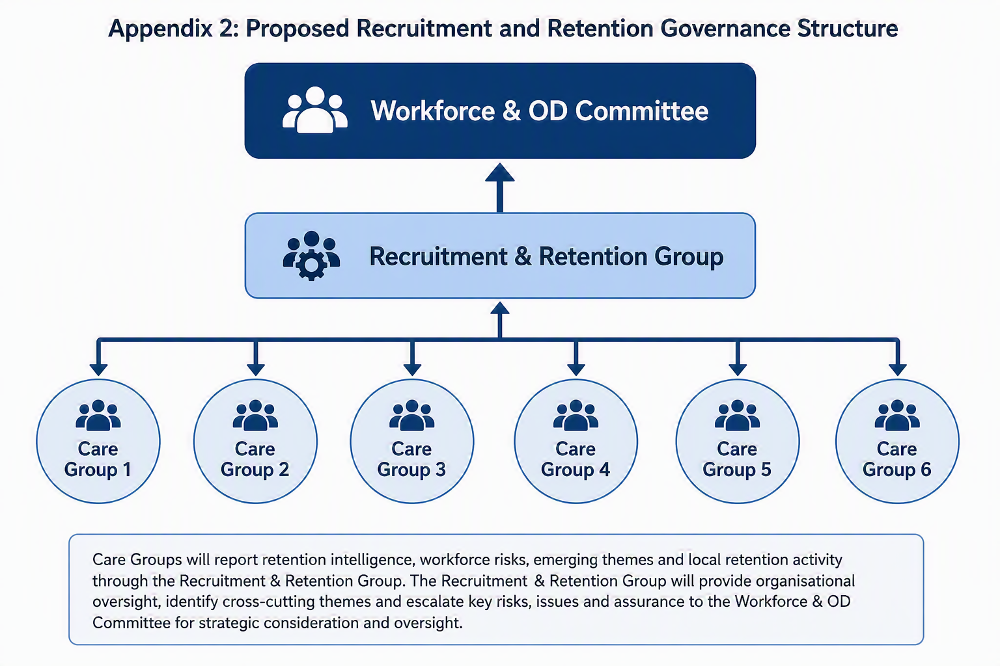 Appendix 2: Proposed Recruitment and Retention Governance Structure
Workforce & OD Committee
Recruitment & Retention Group
Care
Group 1
Care
Group 2
Care
Group 3
Care
Group 4
Care
Group 5
Care
Group 6
Care Groups will report retention intelligence, workforce risks, emerging themes and local retention activity
through the Recruitment & Retention Group. The Recruitment & Retention Group will provide organisational
oversight, identify cross-cutting themes and escalate key risks, issues and assurance to the Workforce & OD
Committee for strategic consideration and oversight.